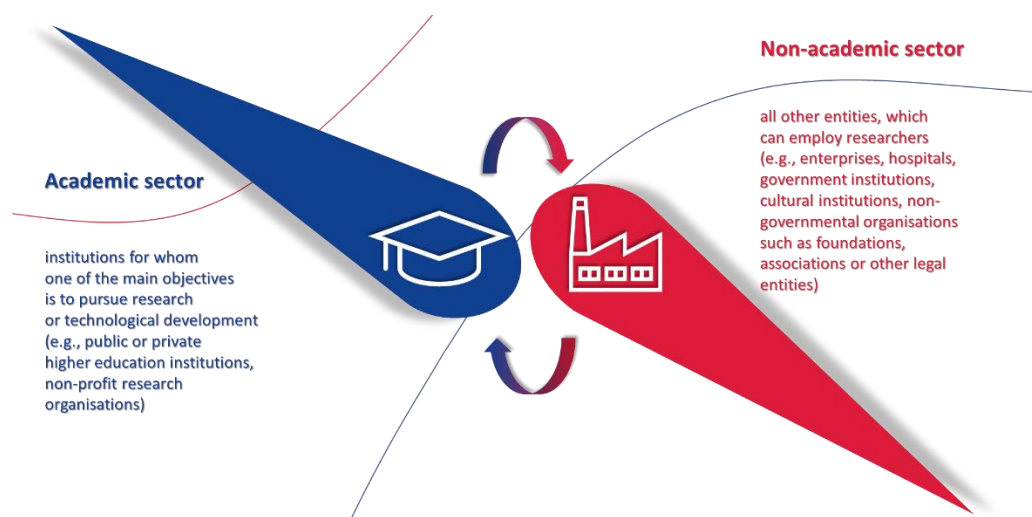 Academic sector
institutions for whom
one of the main objectives
is to pursue research
or technological development
(e.g., public or private
higher education institutions,
non-profit research
organisations)
Non-academic sector
all other entities, which
can employ researchers
(e.g., enterprises, hospitals,
government institutions,
cultural institutions, non-
governmental organisations
such as foundations,
associations or other legal
entities)